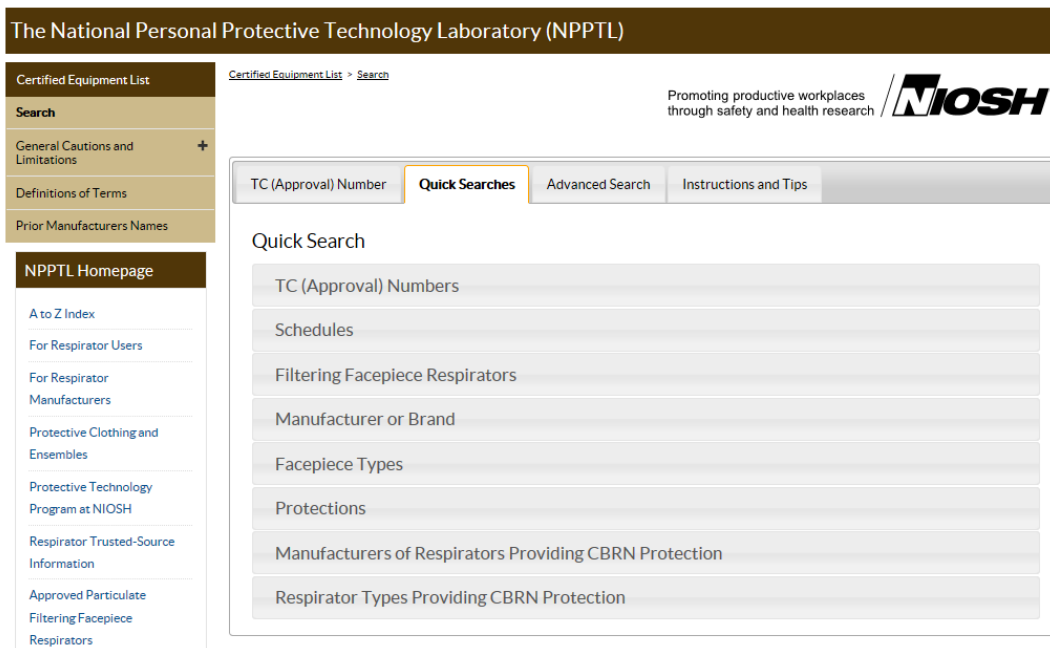 The National Personal Protective Technology Laboratory (NPPTL)
Certified Equipment List
Search
General Cautions and
Limitations
+
Definitions of Terms
Prior Manufacturers Names
NPPTL Homepage
A to Z Index
For Respirator Users
For Respirator
Manufacturers
Protective Clothing and
Ensembles
Protective Technology
Program at NIOSH
Respirator Trusted-Source
Information
Approved Particulate
Filtering Facepiece
Respirators
Certified Equipment List > Search
Promoting productive workplaces
through safety and health research
NIOSH
TC (Approval) Number
Quick Searches
Advanced Search
Instructions and Tips
Quick Search
TC (Approval) Numbers
Schedules
Filtering Facepiece Respirators
Manufacturer or Brand
Facepiece Types
Protections
Manufacturers of Respirators Providing CBRN Protection
Respirator Types Providing CBRN Protection